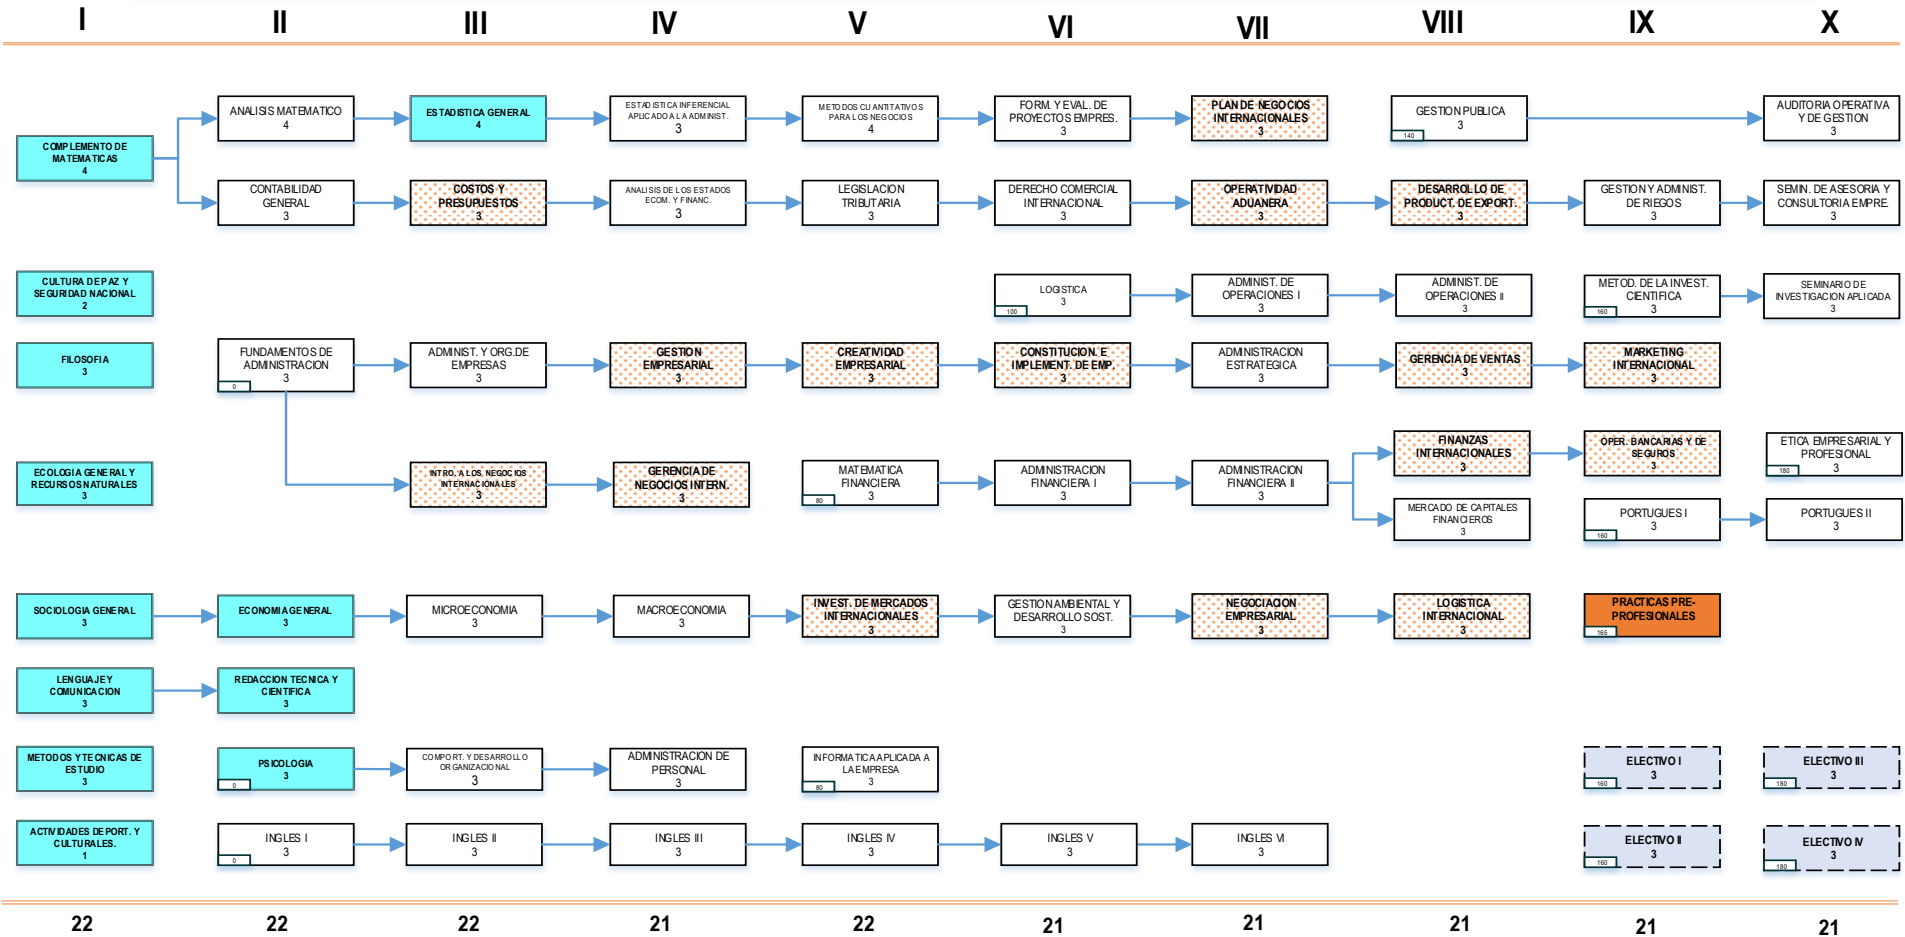 I II III IV V VI VII VIII IX X
ANALISIS MATEMATICO
4
ESTADISTICA GENERAL
4
ESTADISTICA INFERENCIAL
APLICADO A LA ADMINIST.
3
METODOS CUANTITATIVOS
PARA LOS NEGOCIOS
4
FORM. Y EVAL. DE
PROYECTOS EMPRES.
3
PLAN DE NEGOCIOS
INTERNACIONALES
3
GESTION PUBLICA
3
140
AUDITORIA OPERATIVA
Y DE GESTION
3
COMPLEMENTO DE
MATEMATICAS
4
CONTABILIDAD
GENERAL
3
COSTOS Y
PRESUPUESTOS
3
ANALISIS DE LOS ESTADOS
ECOM. Y FINANC.
3
LEGISLACION
TRIBUTARIA
3
DERECHO COMERCIAL
INTERNACIONAL
3
OPERATIVIDAD
ADUANERA
3
DESARROLLO DE
PRODUCT. DE EXPORT.
3
GESTION Y ADMINIST.
DE RIEGOS
3
SEMIN. DE ASESORIA Y
CONSULTORIA EMPRE.
3
CULTURA DE PAZ Y
SEGURIDAD NACIONAL
2
LOGISTICA
3
100
ADMINIST. DE
OPERACIONES I
3
ADMINIST. DE
OPERACIONES II
3
METOD. DE LA INVEST.
CIENTIFICA
3
160
SEMINARIO DE
INVESTIGACION APLICADA
3
FILOSOFIA
3
FUNDAMENTOS DE
ADMINISTRACION
3
0
ADMINIST. Y ORG.DE
EMPRESAS
3
GESTION
EMPRESARIAL
3
CREATIVIDAD
EMPRESARIAL
3
CONSTITUCION. E
IMPLEMENT. DE EMP.
3
ADMINISTRACION
ESTRATEGICA
3
GERENCIA DE VENTAS
3
MARKETING
INTERNACIONAL
3
ECOLOGIA GENERAL Y
RECURSOS NATURALES
3
INTRO. A LOS NEGOCIOS
INTERNACIONALES
3
GERENCIA DE
NEGOCIOS INTERN.
3
MATEMATICA
FINANCIERA
3
80
ADMINISTRACION
FINANCIERA I
3
ADMINISTRACION
FINANCIERA II
3
FINANZAS
INTERNACIONALES
3
OPER. BANCARIAS Y DE
SEGUROS
3
ETICA EMPRESARIAL Y
PROFESIONAL
3
180
MERCADO DE CAPITALES
FINANCIEROS
3
PORTUGUES I
3
160
PORTUGUES II
3
SOCIOLOGIA GENERAL
3
ECONOMIA GENERAL
3
MICROECONOMIA
3
MACROECONOMIA
3
INVEST. DE MERCADOS
INTERNACIONALES
3
GESTION AMBIENTAL Y
DESARROLLO SOST.
3
NEGOCIACION
EMPRESARIAL
3
LOGISTICA
INTERNACIONAL
3
PRACTICAS PRE-
PROFESIONALES
165
LENGUAJE Y
COMUNICACION
3
REDACCION TECNICA Y
CIENTIFICA
3
METODOS Y TECNICAS DE
ESTUDIO
3
PSICOLOGIA
3
0
COMPORT. Y DESARROLLO
ORGANIZACIONAL
3
ADMINISTRACION DE
PERSONAL
3
INFORMATICA APLICADA A
LA EMPRESA
3
80
ELECTIVO I
3
160
ELECTIVO III
3
180
ACTIVIDADES DEPORT. Y
CULTURALES.
1
INGLES I
3
0
INGLES II
3
INGLES III
3
INGLES IV
3
INGLES V
3
INGLES VI
3
ELECTIVO II
3
160
ELECTIVO IV
3
180
22 22 22 21 22 21 21 21 21 21